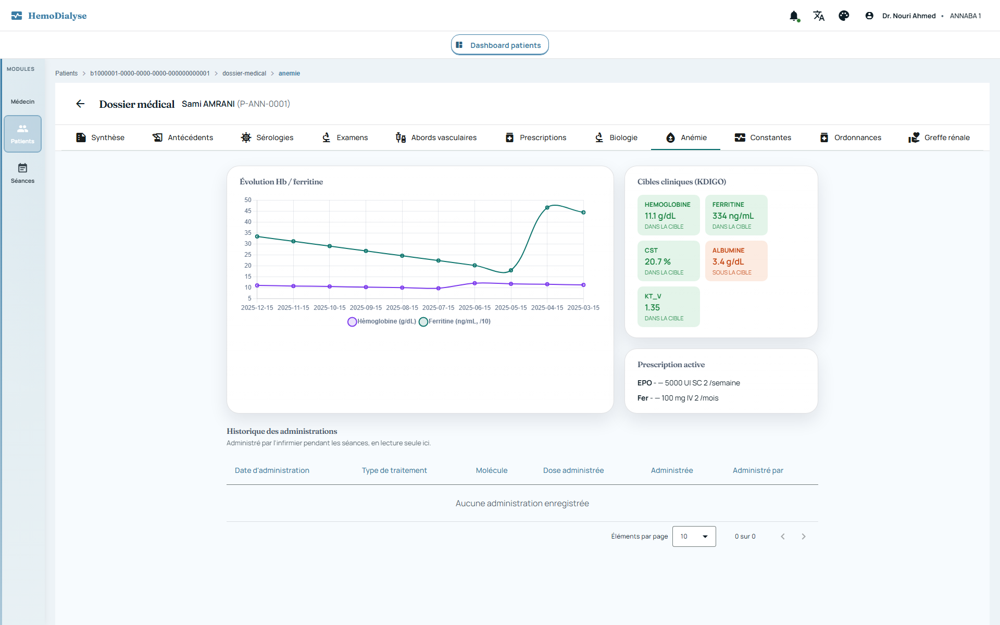 HemoDialyse
Dr. Nouri Ahmed • ANNABA 1
Dashboard patients
MODULES
Médecin
Patients
Séances
Patients > b1000001-0000-0000-0000-000000000001 > dossier-medical > anemie
Dossier médical Sami AMRANI (P-ANN-0001)
Synthèse Antécédents Sérologies Examens Abords vasculaires Prescriptions Biologie Anémie Constantes Ordonnances Greffe rénale
Évolution Hb / ferritine
50
45
40
35
30
25
20
15
10
5
2025-12-15 2025-11-15 2025-10-15 2025-09-15 2025-08-15 2025-07-15 2025-06-15 2025-05-15 2025-04-15 2025-03-15
Hémoglobine (g/dL) Ferritine (ng/mL, /10)
Cibles cliniques (KDIGO)
HEMOGLOBINE
11.1 g/dL
DANS LA CIBLE
FERRITINE
334 ng/mL
DANS LA CIBLE
CST
20.7 %
DANS LA CIBLE
ALBUMINE
3.4 g/dL
SOUS LA CIBLE
KT_V
1.35
DANS LA CIBLE
Prescription active
EPO - — 5000 UI SC 2 /semaine
Fer - — 100 mg IV 2 /mois
Historique des administrations
Administré par l'infirmier pendant les séances, en lecture seule ici.
Date d'administration Type de traitement Molécule Dose administrée Administrée Administré par
Aucune administration enregistrée
Éléments par page 10 0 sur 0